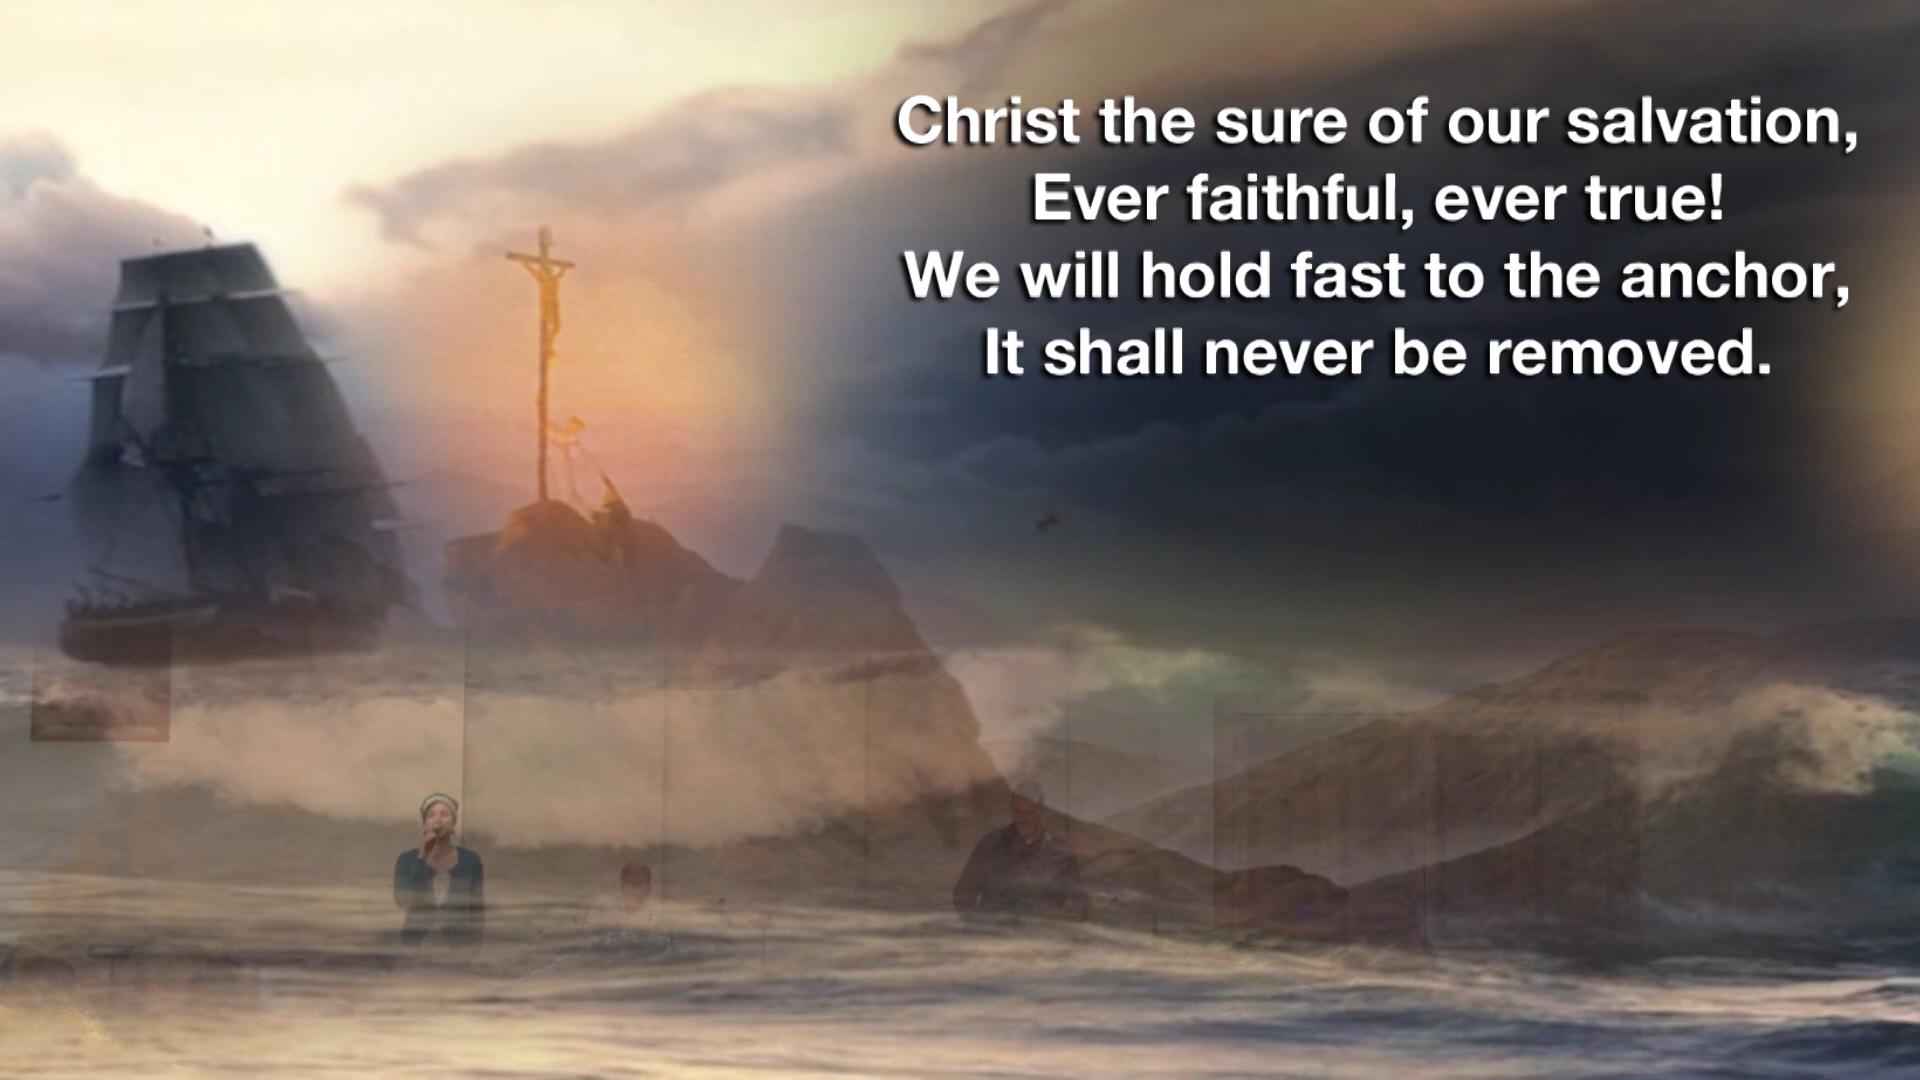 Christ the sure of our salvation,
Ever faithful, ever true!
We will hold fast to the anchor,
It shall never be removed.